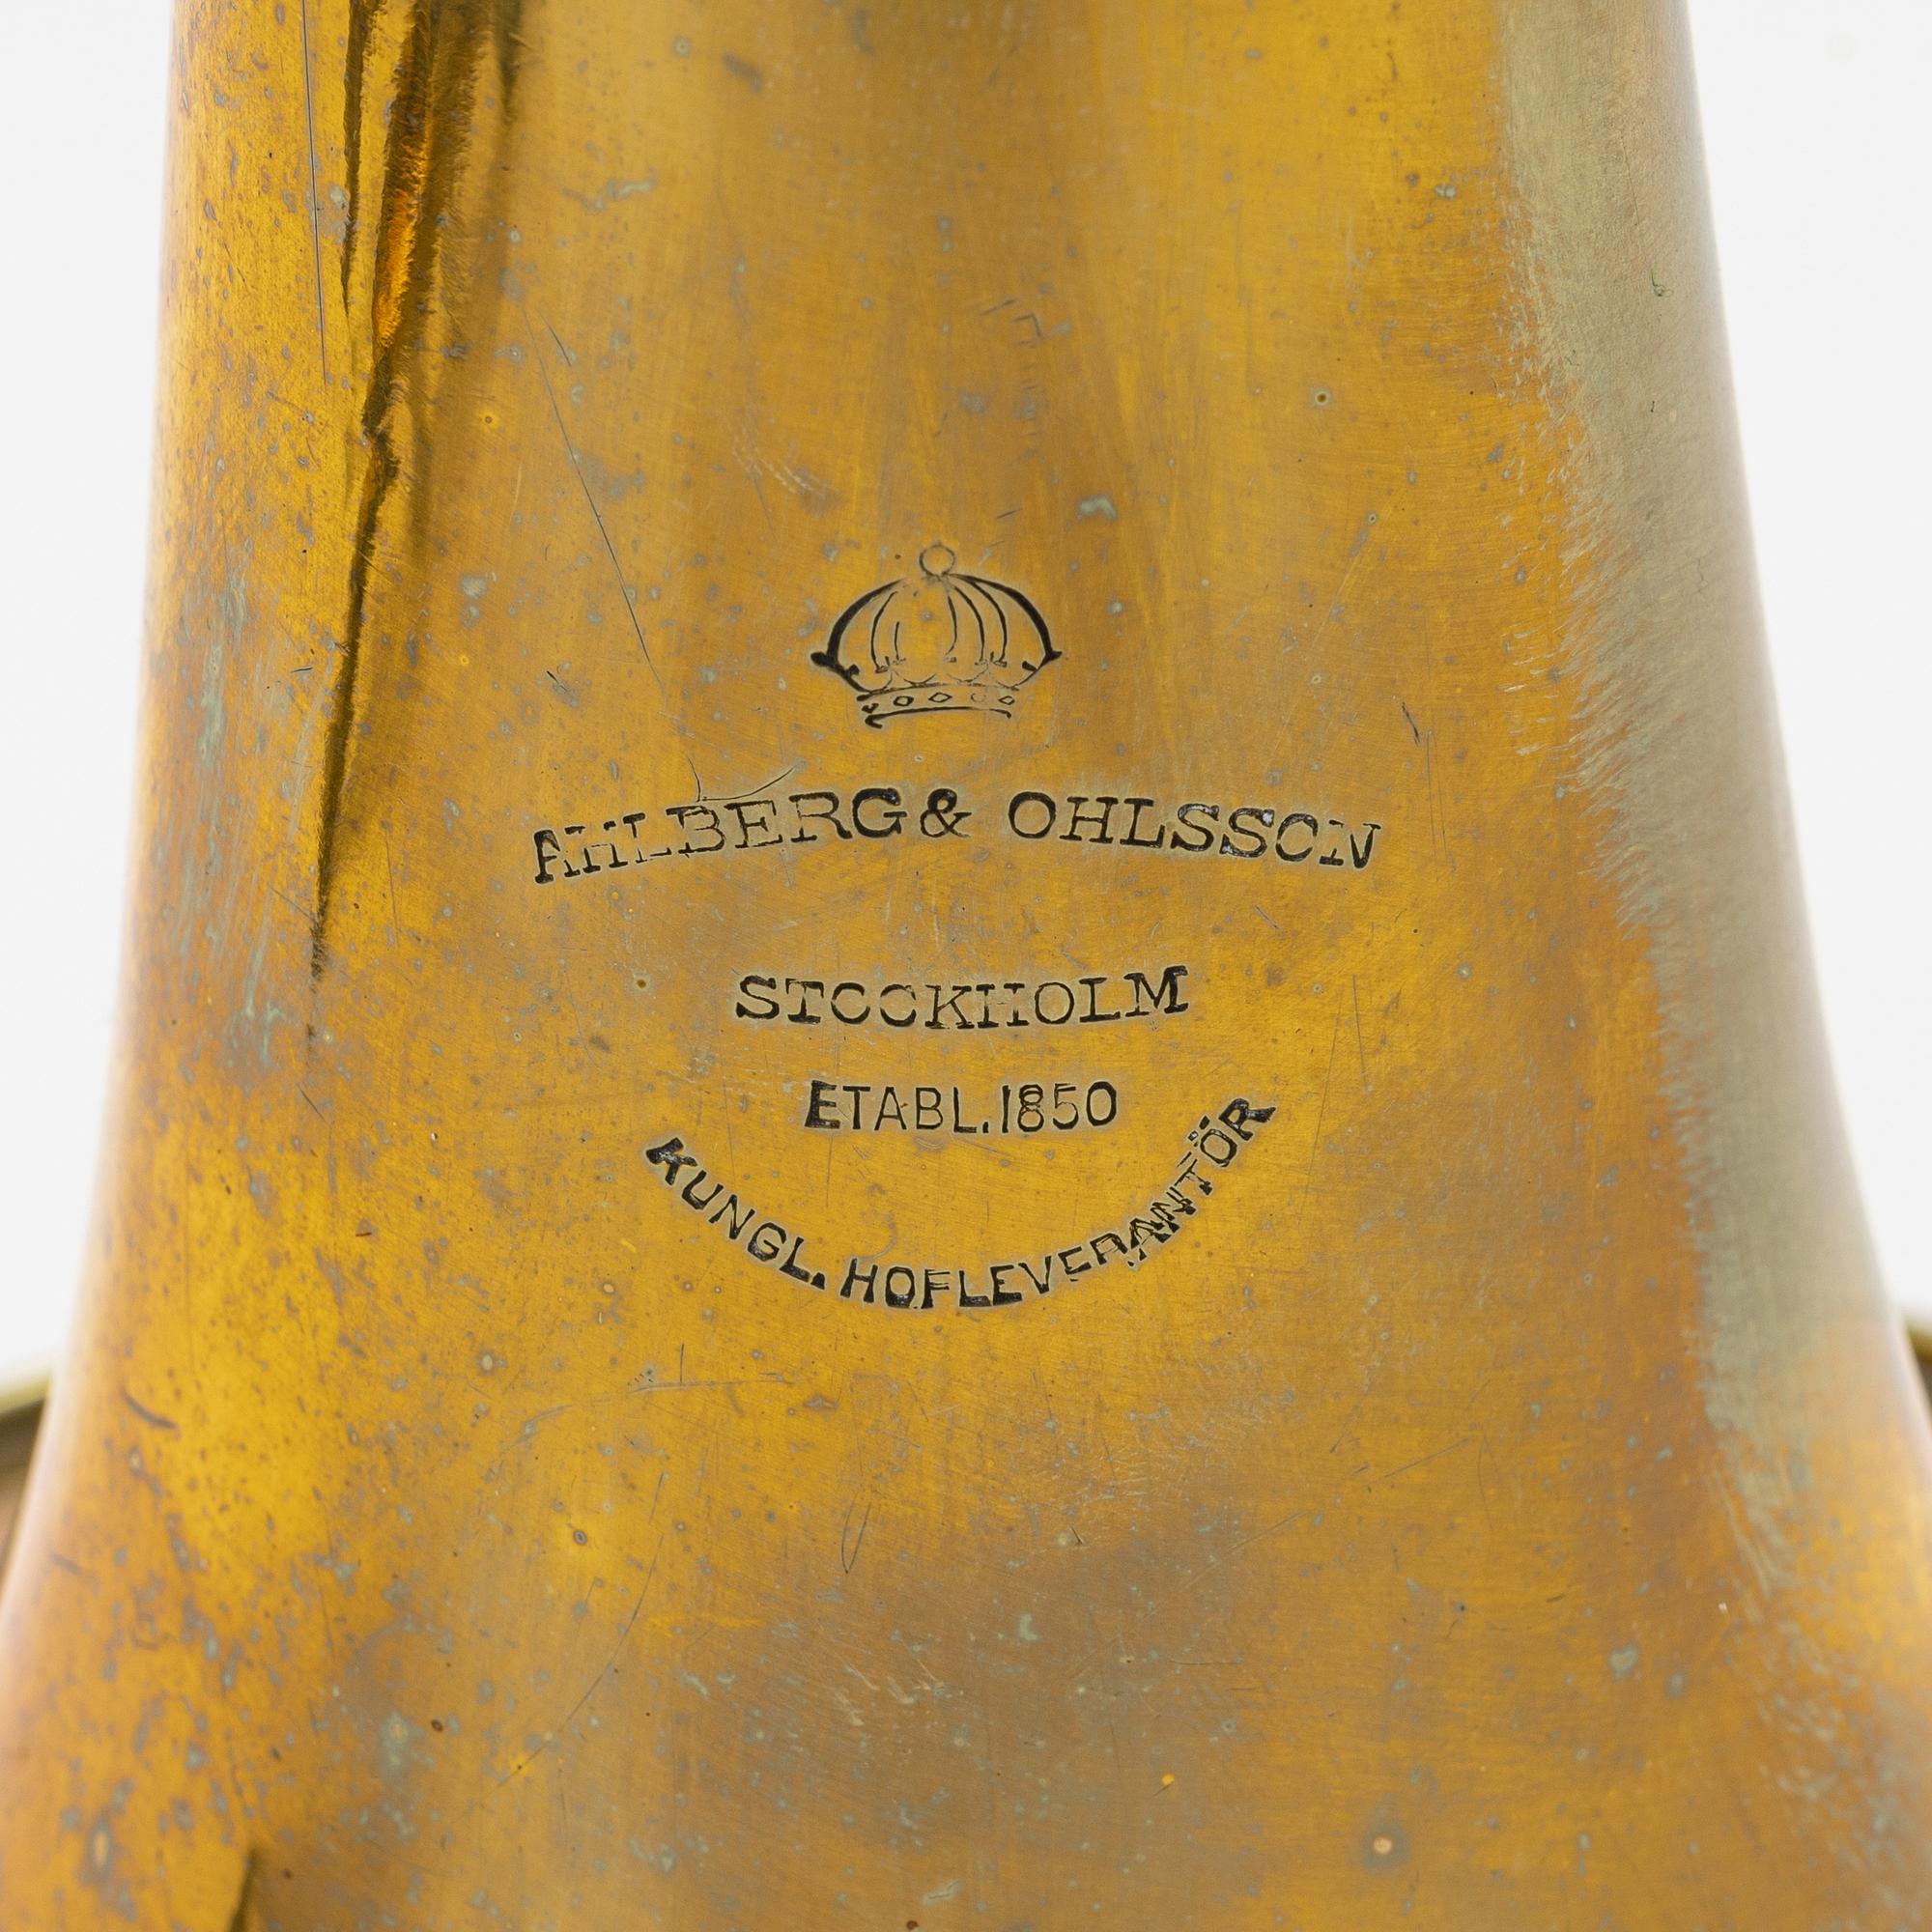 AHLBERG & OHLSSON
STOCKHOLM
ETABL. 1850
KUNGL. HOFLEVERANTÖR